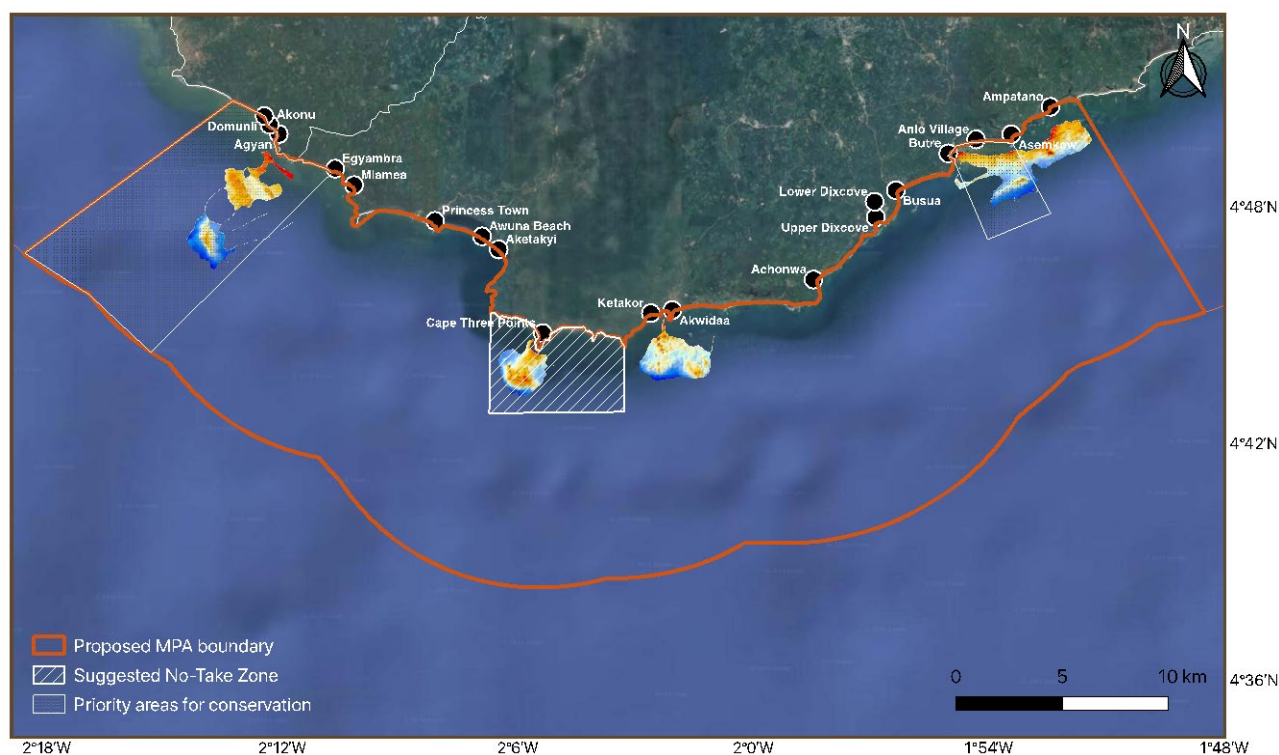 N
Ampatano
Akonu
Domunli
Anlo Village
Agyan
Butre
Asemkow
Egyambra
Miamea
Lower Dixcove
Busua
4°48'N
Princess Town
Upper Dixcove
Awuna Beach
Aketakyi
Achonwa
Ketakor
Akwidaa
Cape Three Points
4°42'N
Proposed MPA boundary
Suggested No-Take Zone
Priority areas for conservation
0 5 10 km
4°36'N
2°18'W 2°12'W 2°6'W 2°0'W 1°54'W 1°48'W